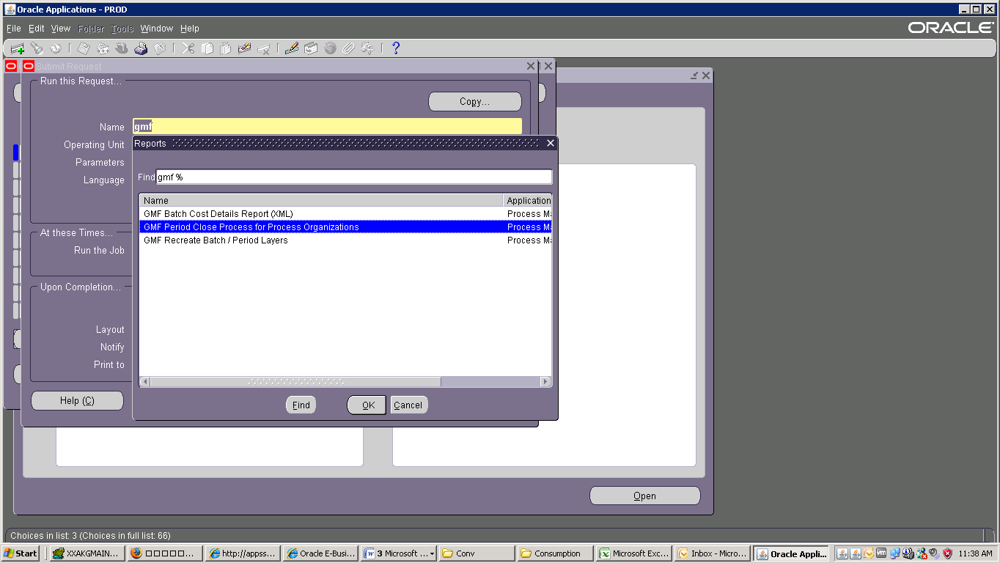 Oracle Applications - PROD
File Edit View Folder Tools Window Help
ORACLE
Submit Request
Run this Request...
Copy...
Name gmf
Operating Unit
Parameters
Language
At these Times...
Run the Job
Upon Completion...
Layout
Notify
Print to
Help (C)
Reports
Find gmf %
Name Application
GMF Batch Cost Details Report (XML) Process Ma
GMF Period Close Process for Process Organizations Process Ma
GMF Recreate Batch / Period Layers Process Ma
Find OK Cancel
Open
Choices in list: 3 (Choices in full list: 66)
Start XXAKGMAIN... http://appss... Oracle E-Busi... 3 Microsoft ... Conv Consumption Microsoft Exc... Inbox - Micro... Oracle Appli... 11:38 AM